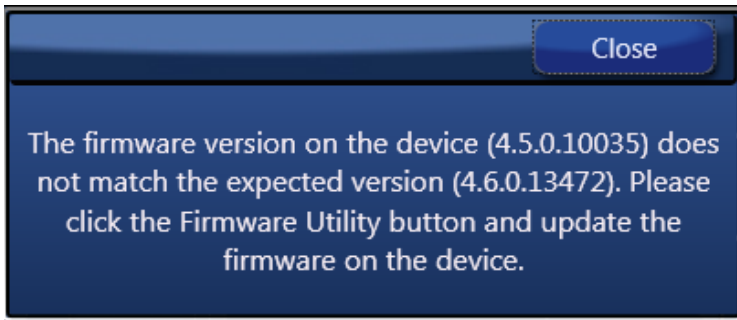 Close
The firmware version on the device (4.5.0.10035) does
not match the expected version (4.6.0.13472). Please
click the Firmware Utility button and update the
firmware on the device.